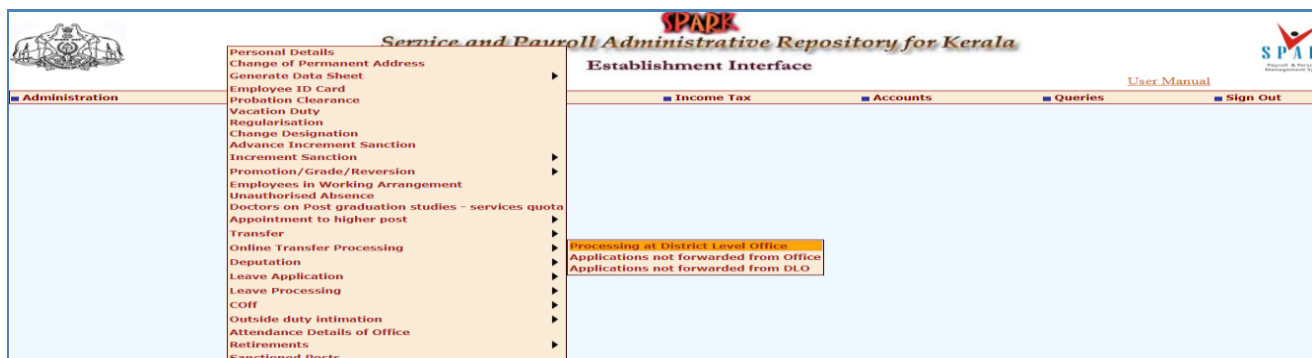 SPARK
Service and Payroll Administrative Repository for Kerala
Establishment Interface
User Manual
Administration
Income Tax
Accounts
Queries
Sign Out
Personal Details
Change of Permanent Address
Generate Data Sheet
Employee ID Card
Probation Clearance
Vacation Duty
Regularisation
Change Designation
Advance Increment Sanction
Increment Sanction
Promotion/Grade/Reversion
Employees in Working Arrangement
Unauthorised Absence
Doctors on Post graduation studies - services quota
Appointment to higher post
Transfer
Online Transfer Processing
Deputation
Leave Application
Leave Processing
COff
Outside duty intimation
Attendance Details of Office
Retirements
Sanctioned Posts
Processing at District Level Office
Applications not forwarded from Office
Applications not forwarded from DLO